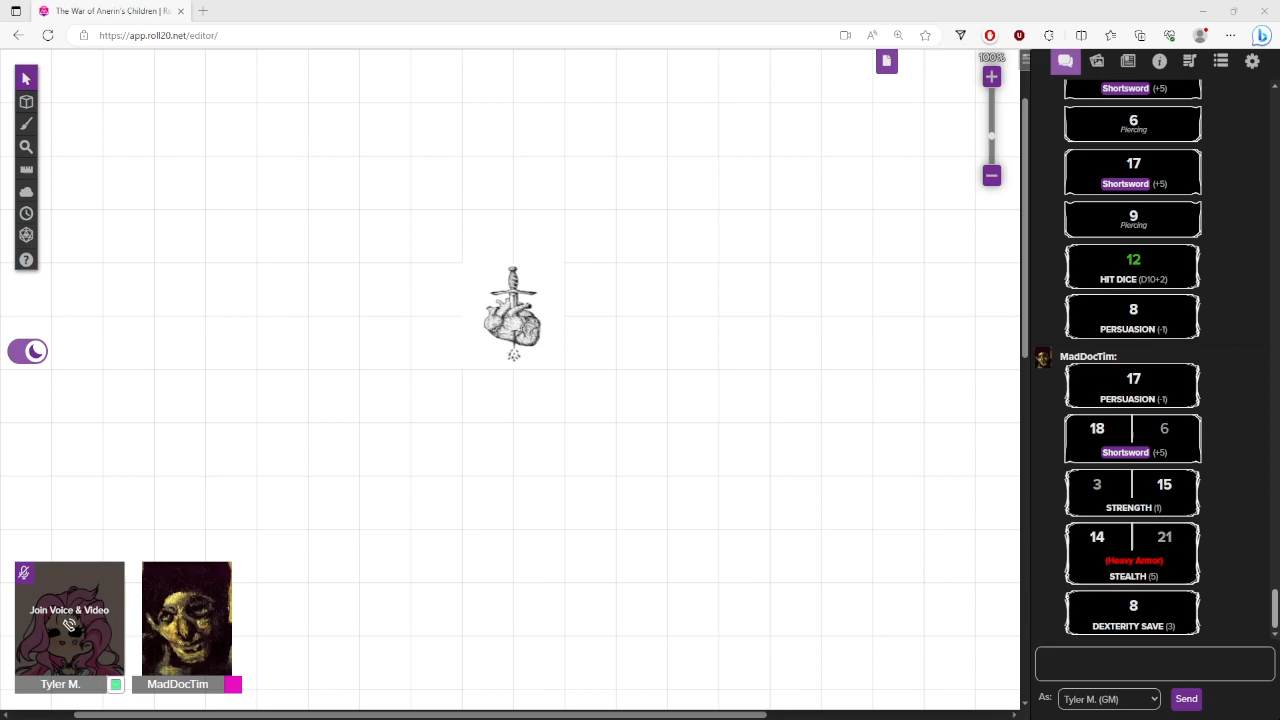 The War of Anerin's Children | Ro
https://app.roll20.net/editor/
100%
Shortsword (+5)
6
Piercing
17
Shortsword (+5)
9
Piercing
12
HIT DICE (D10+2)
8
PERSUASION (-1)
MadDocTim:
17
PERSUASION (-1)
18 6
Shortsword (+5)
3 15
STRENGTH (1)
14 21
(Heavy Armor)
STEALTH (5)
8
DEXTERITY SAVE (3)
Join Voice & Video
Tyler M.
MadDocTim
As:
Tyler M. (GM)
Send